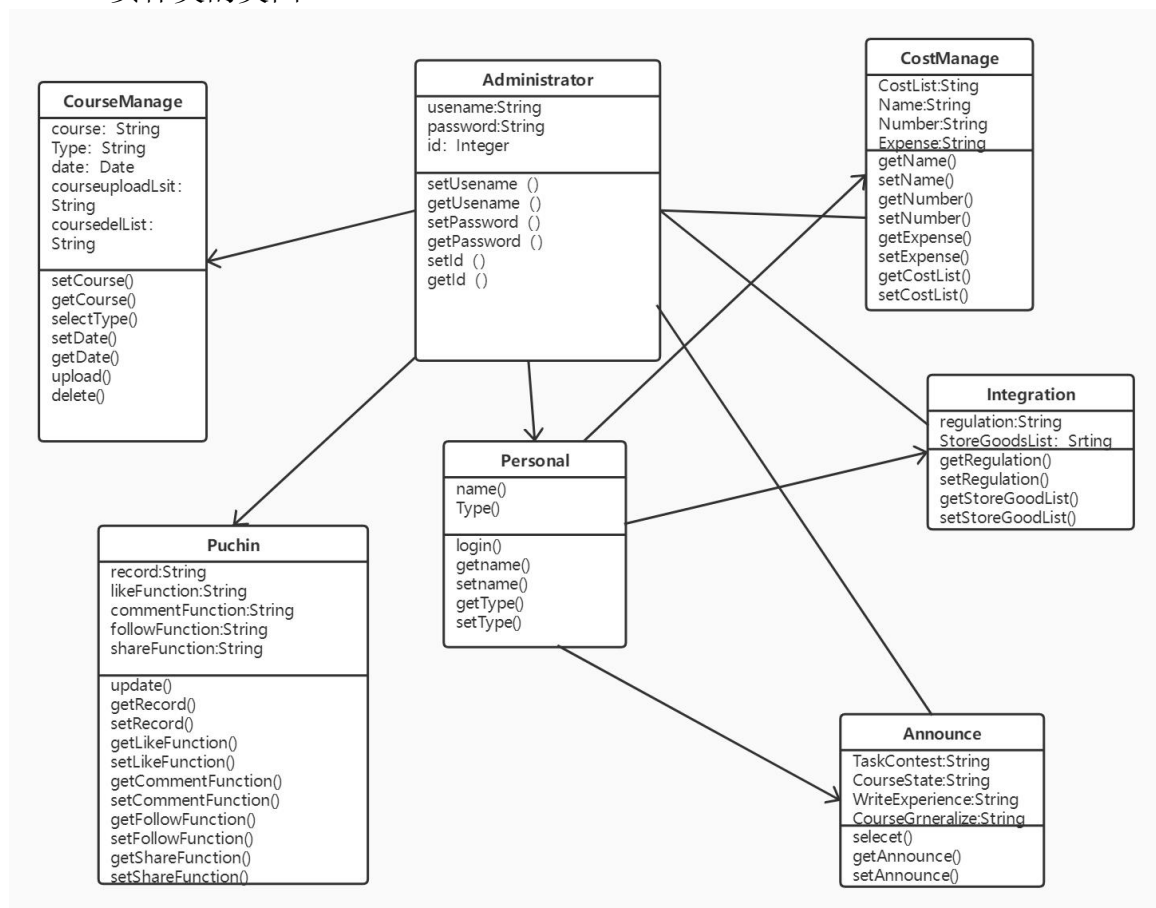 CourseManage
course: String
Type: String
date: Date
courseuploadLsit:
String
coursedelList:
String
setCourse()
getCourse()
selectType()
setDate()
getDate()
upload()
delete()
Administrator
usename:String
password:String
id: Integer
setUsename ()
getUsename ()
setPassword ()
getPassword ()
setId ()
getId ()
CostManage
CostList:Sting
Name:String
Number:String
Expense:String
getName()
setName()
getNumber()
setNumber()
getExpense()
setExpense()
getCostList()
setCostList()
Integration
regulation:String
StoreGoodsList: Srting
getRegulation()
setRegulation()
getStoreGoodList()
setStoreGoodList()
Personal
name()
Type()
login()
getname()
setname()
getType()
setType()
Puchin
record:String
likeFunction:String
commentFunction:String
followFunction:String
shareFunction:String
update()
getRecord()
setRecord()
getLikeFunction()
setLikeFunction()
getCommentFunction()
setCommentFunction()
getFollowFunction()
setFollowFunction()
getShareFunction()
setShareFunction()
Announce
TaskContest:String
CourseState:String
WriteExperience:String
CourseGrneralize:String
selecet()
getAnnounce()
setAnnounce()